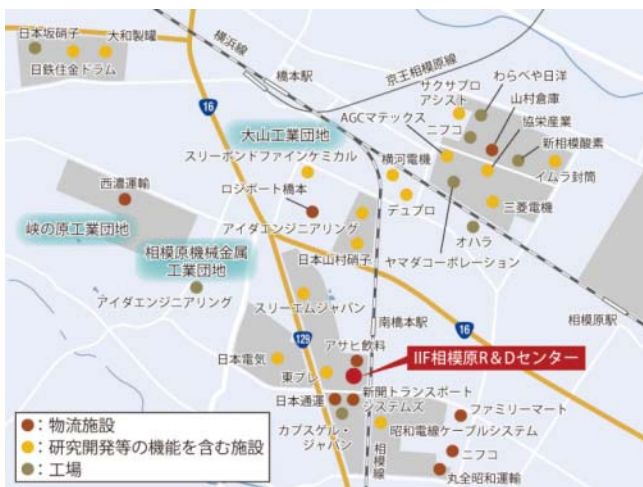 日本坂硝子
大和製罐
日鉄住金ドラム
横浜線
橋本駅
京王相模原線
サクサプロ
アシスト
わらべや日洋
山村倉庫
AGCマテックス
ニフコ
協栄産業
新相模酸素
16
大山工業団地
スリーボンドファインケミカル
横河電機
イムラ封筒
西濃運輸
ロジポート橋本
デュプロ
三菱電機
峡の原工業団地
アイダエンジニアリング
オハラ
相模原機械金属
工業団地
日本山村硝子
ヤマダコーポレーション
アイダエンジニアリング
スリーエムジャパン
相模原駅
南橋本駅
16
129
アサヒ飲料
IIF相模原R&Dセンター
日本電気
東プレ
日本通運
新開トランスポート
システムズ
ファミリーマート
カプスゲル・
ジャパン
昭和電線ケーブルシステム
相模線
ニフコ
丸全昭和運輸
:物流施設
:研究開発等の機能を含む施設
:工場